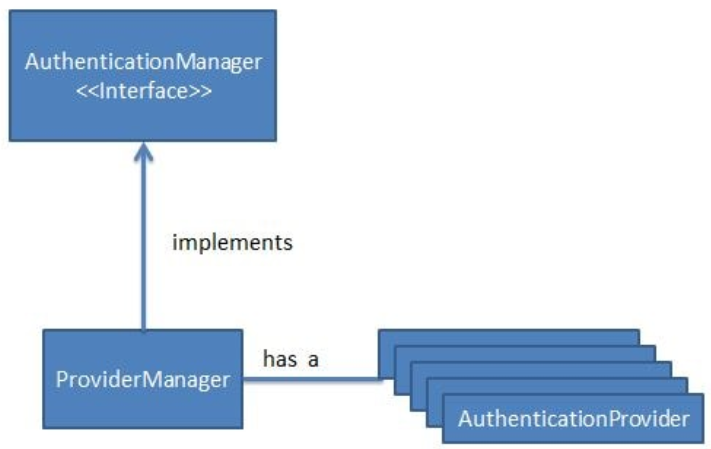 AuthenticationManager
<<Interface>>
implements
has a
ProviderManager
AuthenticationProvider